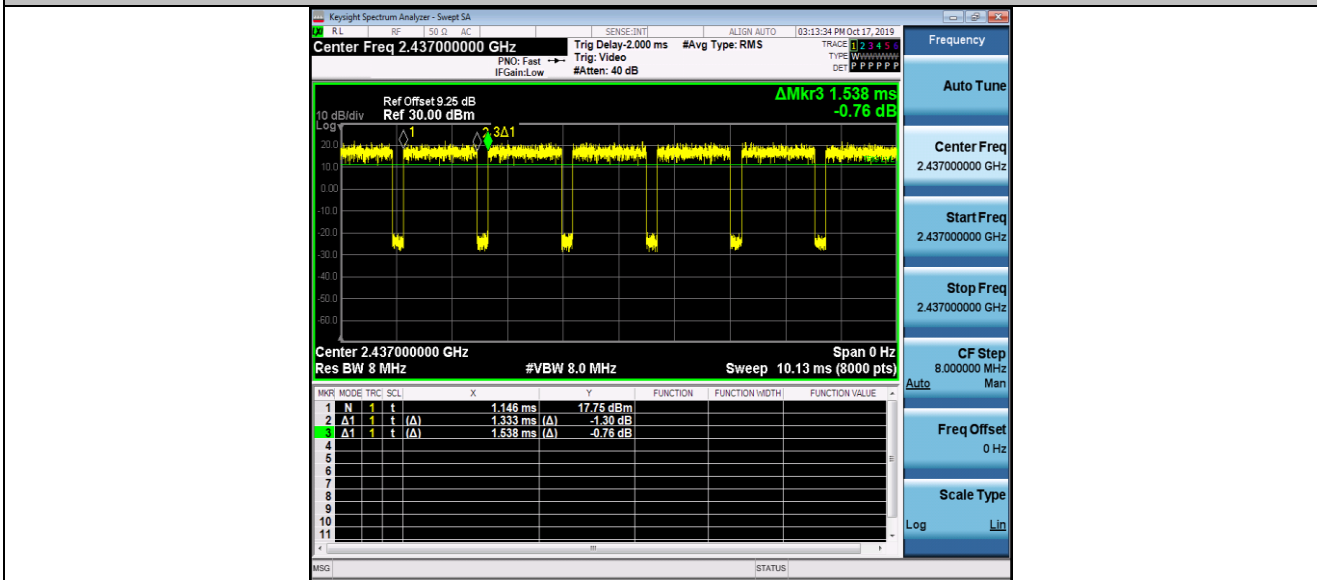 Keysight Spectrum Analyzer - Swept SA
RL RF 50 Ω AC SENSE:INT ALIGN AUTO 03:13:34 PM Oct 17, 2019
Center Freq 2.437000000 GHz
PNO: Fast
IFGain:Low
Trig Delay-2.000 ms
Trig: Video
#Atten: 40 dB
#Avg Type: RMS
TRACE 1 2 3 4 5 6
TYPE WWWWWW
DET P P P P P P
ΔMkr3 1.538 ms
-0.76 dB
Ref Offset 9.25 dB
10 dB/div Ref 30.00 dBm
Log
1 2 3Δ1
20.0
10.0
0.00
-10.0
-20.0
-30.0
-40.0
-50.0
-60.0
Center 2.437000000 GHz Span 0 Hz
Res BW 8 MHz #VBW 8.0 MHz Sweep 10.13 ms (8000 pts)
MKR MODE TRC SCL X Y FUNCTION FUNCTION WIDTH FUNCTION VALUE
1 N 1 t 1.146 ms 17.75 dBm
2 Δ1 1 t (Δ) 1.333 ms (Δ) -1.30 dB
3 Δ1 1 t (Δ) 1.538 ms (Δ) -0.76 dB
4
5
6
7
8
9
10
11
MSG STATUS
Frequency
Auto Tune
Center Freq
2.437000000 GHz
Start Freq
2.437000000 GHz
Stop Freq
2.437000000 GHz
CF Step
8.000000 MHz
Auto Man
Freq Offset
0 Hz
Scale Type
Log Lin